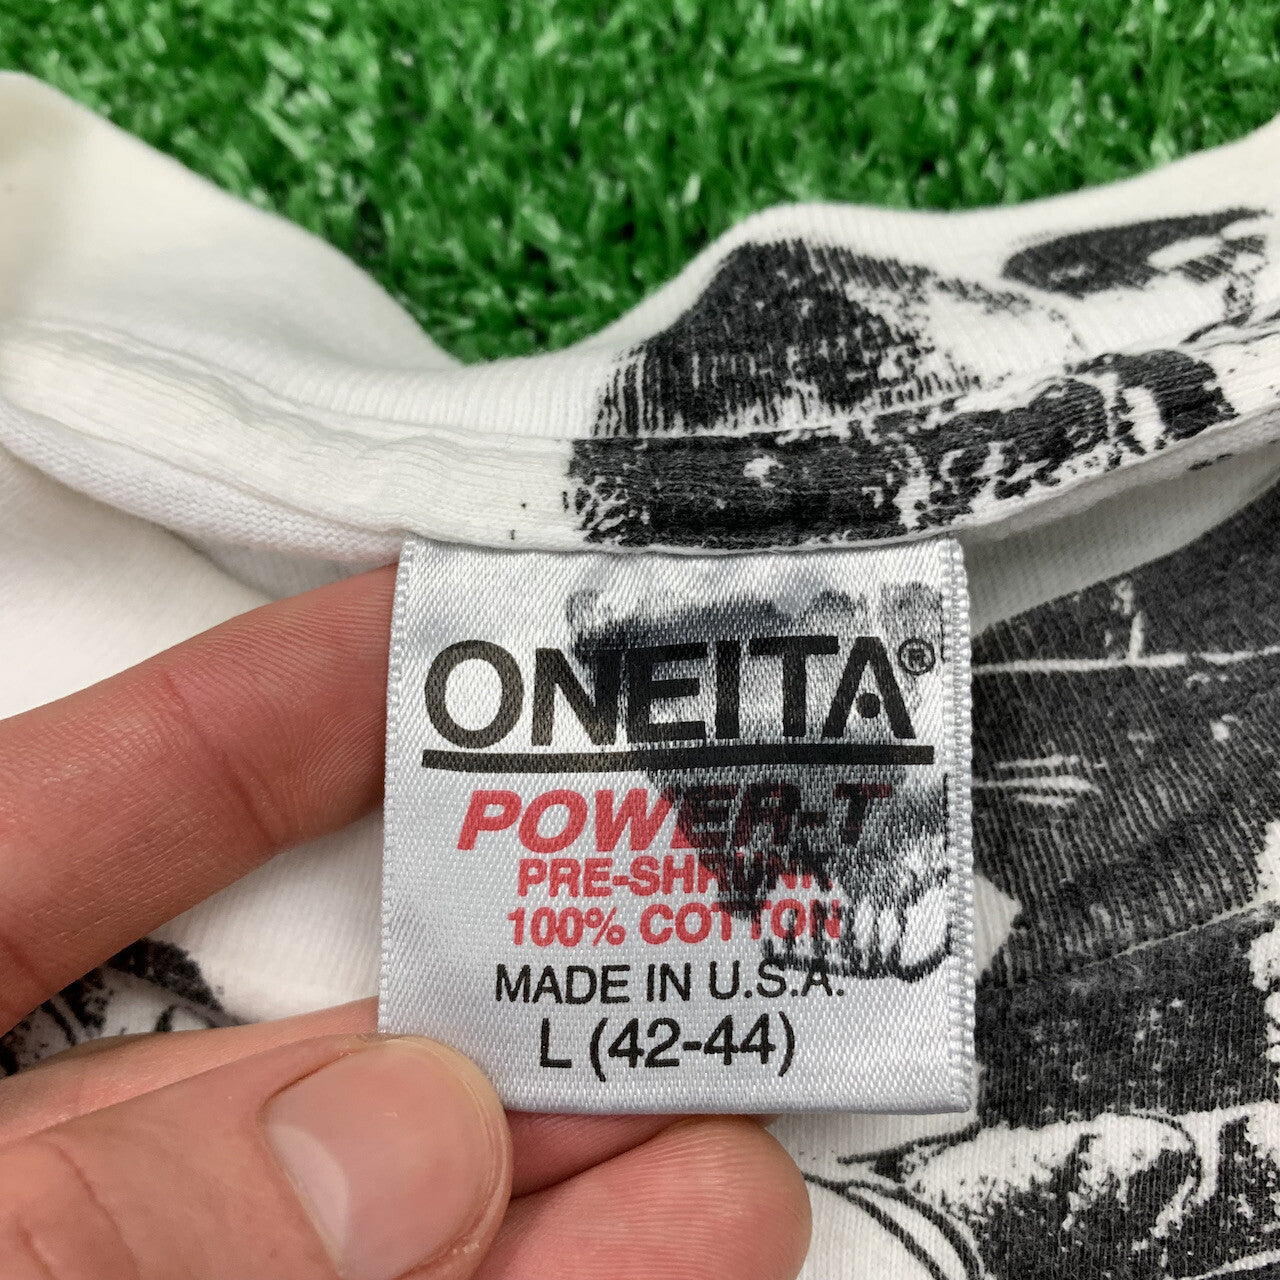 ONEITA®
POWER-T
PRE-SHRUNK
100% COTTON
MADE IN U.S.A.
L (42-44)